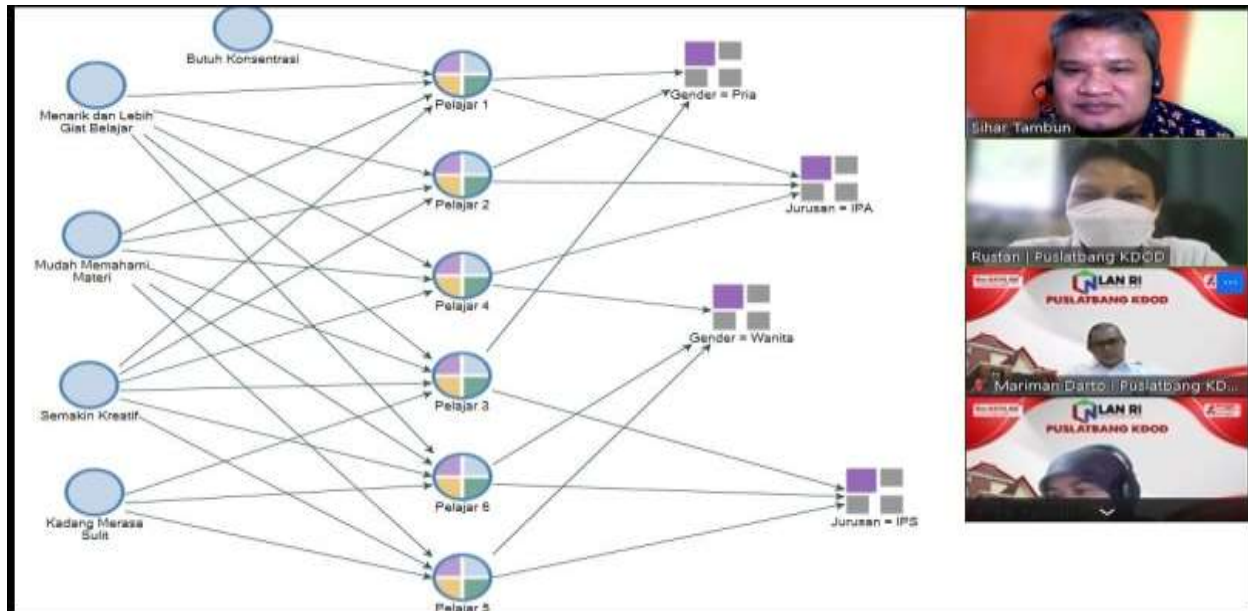 Butuh Konsentrasi
Menarik dan Lebih
Giat Belajar
Mudah Memahami
Materi
Semakin Kreatif
Kadang Merasa
Sulit
Pelajar 1
Pelajar 2
Pelajar 4
Pelajar 3
Pelajar 6
Pelajar 5
Gender = Pria
Jurusan = IPA
Gender = Wanita
Jurusan = IPS
Sihar Tambun
Rustan | Puslatbang KDOD
LAN RI
PUSLATBANG KDOD
Mariman Darto | Puslatbang KD...
LAN RI
PUSLATBANG KDOD